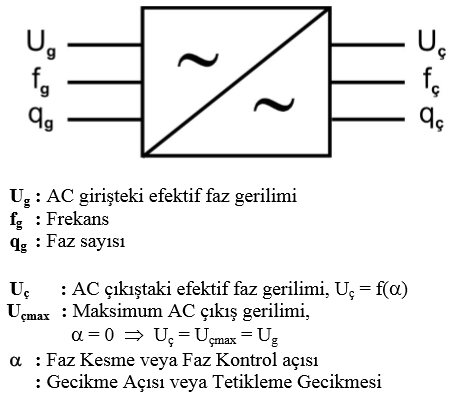 Ug Uç
fg ~ fç
qg ~ qç
Ug : AC girişteki efektif faz gerilimi
fg : Frekans
qg : Faz sayısı
Uç : AC çıkıştaki efektif faz gerilimi, Uç = f(α)
Uçmax : Maksimum AC çıkış gerilimi,
α = 0 ⇒ Uç = Uçmax = Ug
α : Faz Kesme veya Faz Kontrol açısı
: Gecikme Açısı veya Tetikleme Gecikmesi